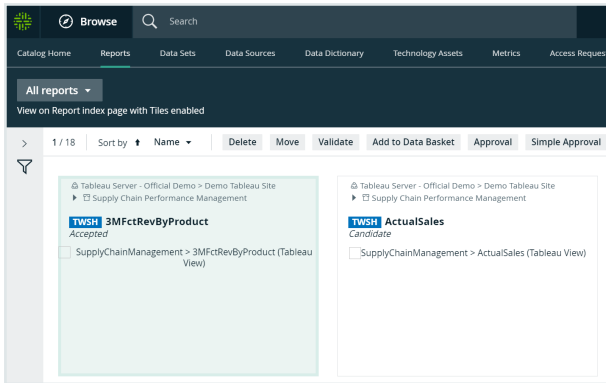 Browse Search
Catalog Home Reports Data Sets Data Sources Data Dictionary Technology Assets Metrics Access Reques
All reports
View on Report index page with Tiles enabled
1 / 18 Sort by Name Delete Move Validate Add to Data Basket Approval Simple Approval
Tableau Server - Official Demo > Demo Tableau Site
Supply Chain Performance Management
TWSH 3MFctRevByProduct
Accepted
SupplyChainManagement > 3MFctRevByProduct (Tableau
View)
Tableau Server - Official Demo > Demo Tableau Site
Supply Chain Performance Management
TWSH ActualSales
Candidate
SupplyChainManagement > ActualSales (Tableau View)